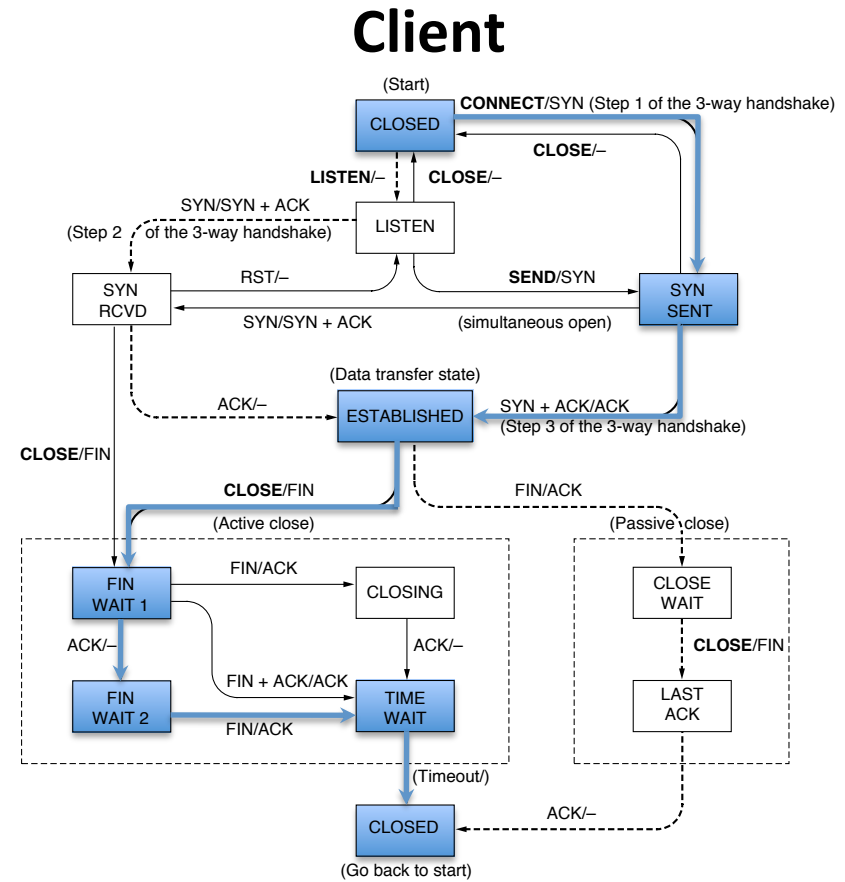 Client
(Start)
CONNECT/SYN (Step 1 of the 3-way handshake)
CLOSED
CLOSE/–
LISTEN/–
CLOSE/–
SYN/SYN + ACK
LISTEN
(Step 2 of the 3-way handshake)
SYN
RCVD
RST/–
SEND/SYN
SYN
SENT
SYN/SYN + ACK
(simultaneous open)
(Data transfer state)
ACK/–
ESTABLISHED
SYN + ACK/ACK
(Step 3 of the 3-way handshake)
CLOSE/FIN
CLOSE/FIN
FIN/ACK
(Active close)
(Passive close)
FIN
WAIT 1
FIN/ACK
CLOSING
CLOSE
WAIT
ACK/–
ACK/–
CLOSE/FIN
FIN + ACK/ACK
FIN
WAIT 2
TIME
WAIT
LAST
ACK
FIN/ACK
(Timeout/)
ACK/–
CLOSED
(Go back to start)